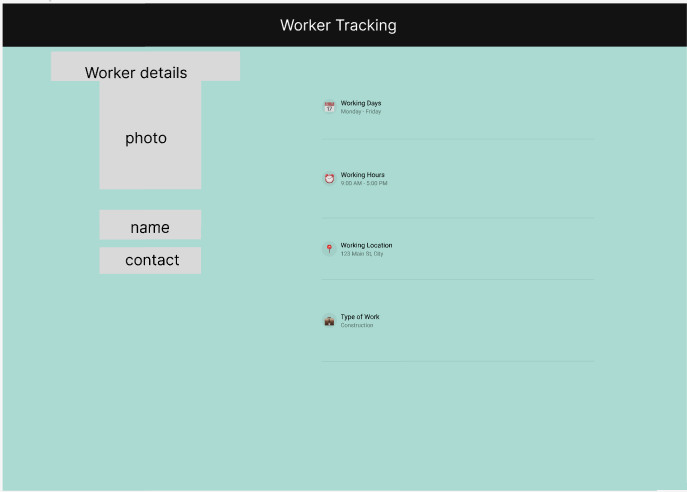 Worker Tracking
Worker details
photo
name
contact
Working Days
Monday - Friday
Working Hours
9:00 AM - 5:00 PM
Working Location
123 Main St, City
Type of Work
Construction